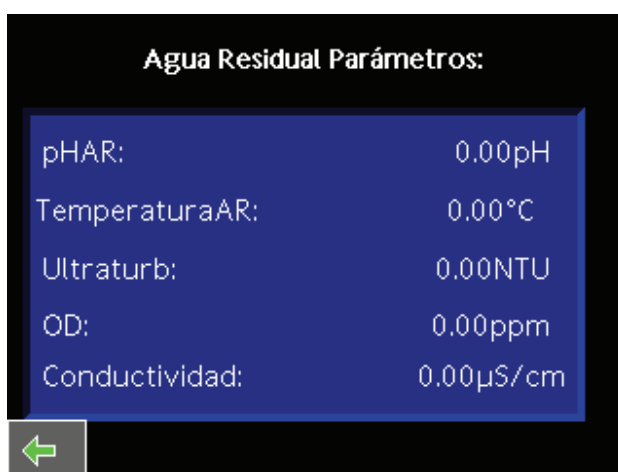 Agua Residual Parámetros:
pHAR: 0.00pH
TemperaturaAR: 0.00°C
Ultraturb: 0.00NTU
OD: 0.00ppm
Conductividad: 0.00µS/cm